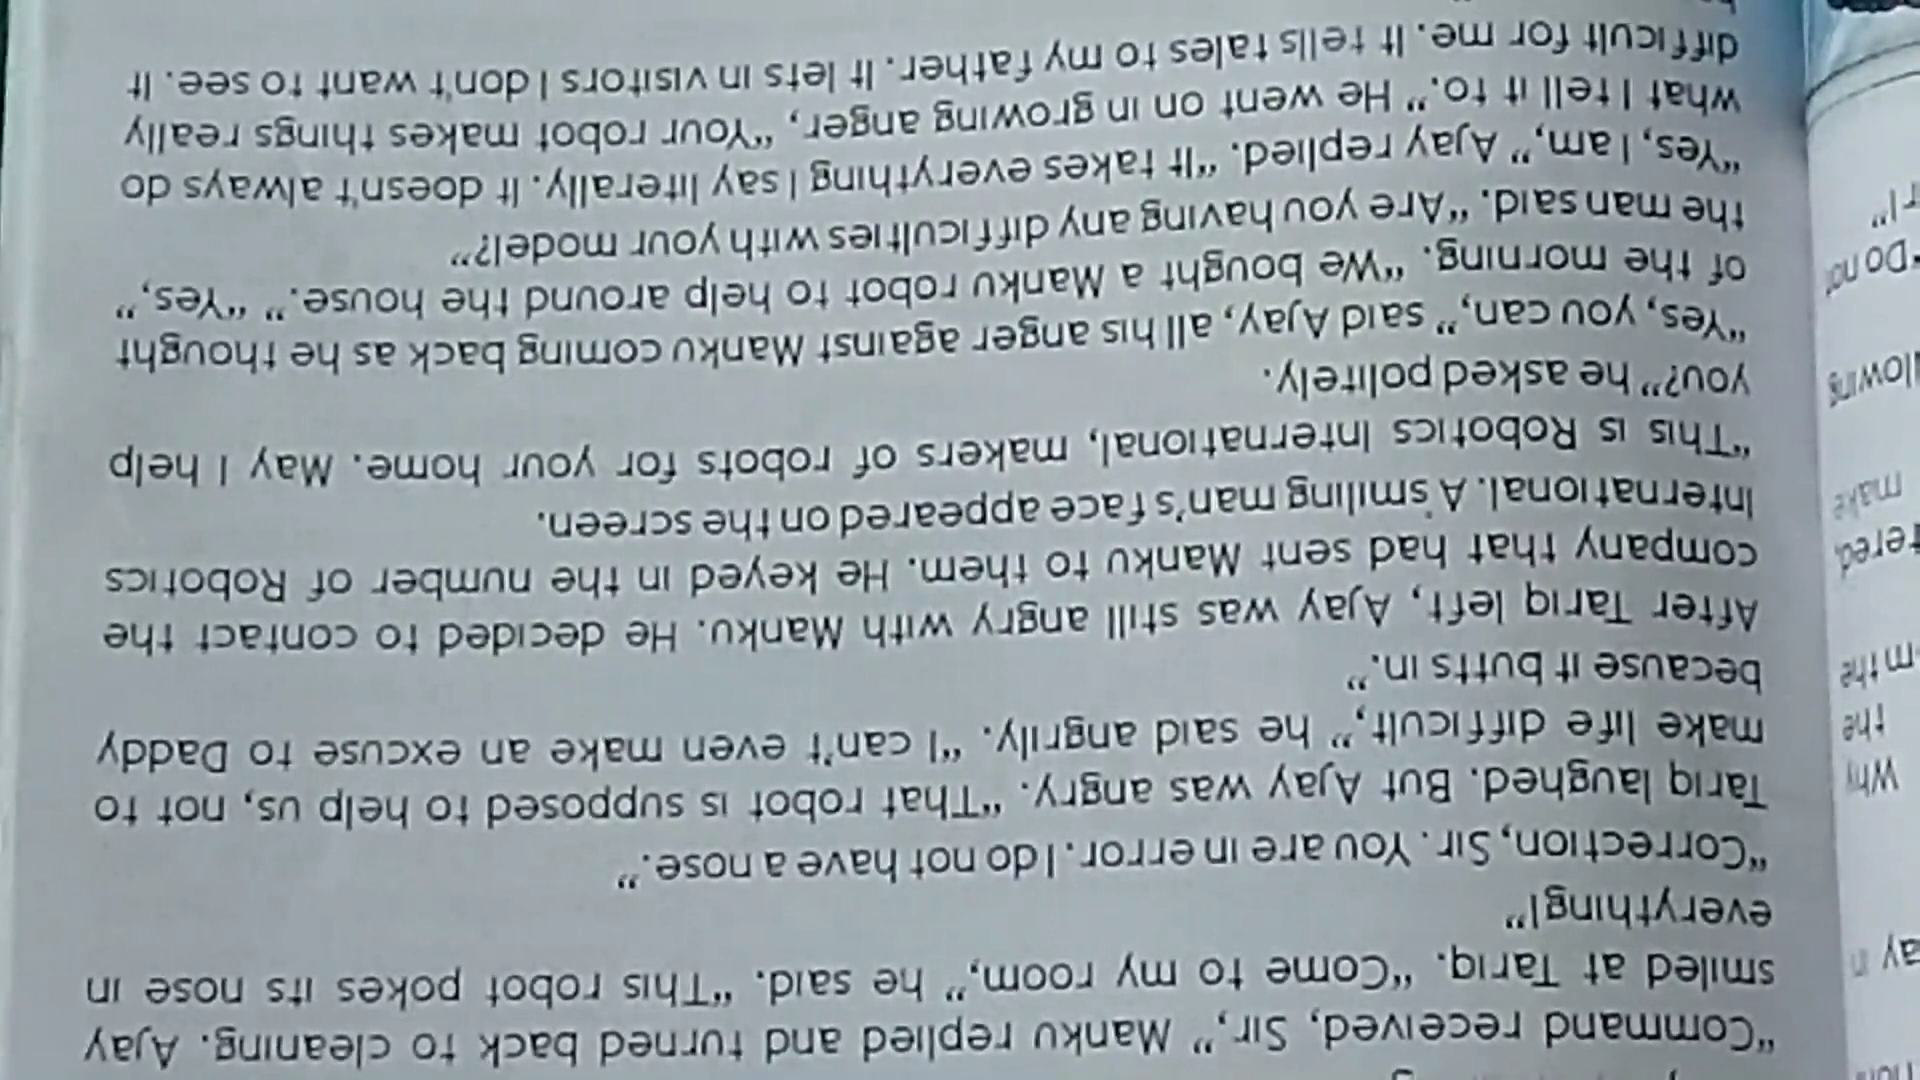 "Command received, Sir," Manku replied and turned back to cleaning. Ajay
smiled at Tariq. "Come to my room," he said. "This robot pokes its nose in
everything!"
"Correction, Sir. You are in error. I do not have a nose."
Tariq laughed. But Ajay was angry. "That robot is supposed to help us, not to
make life difficult," he said angrily. "I can't even make an excuse to Daddy
because it butts in."
After Tariq left, Ajay was still angry with Manku. He decided to contact the
company that had sent Manku to them. He keyed in the number of Robotics
International. A smiling man's face appeared on the screen.
"This is Robotics International, makers of robots for your home. May I help
you?" he asked politely.
"Yes, you can," said Ajay, all his anger against Manku coming back as he thought
of the morning. "We bought a Manku robot to help around the house." "Yes,"
the man said. "Are you having any difficulties with your model?"
"Yes, I am," Ajay replied. "It takes everything I say literally. It doesn't always do
what I tell it to." He went on in growing anger, "Your robot makes things really
difficult for me. It tells tales to my father. It lets in visitors I don't want to see. It
Why
the
m the
make
"Do not